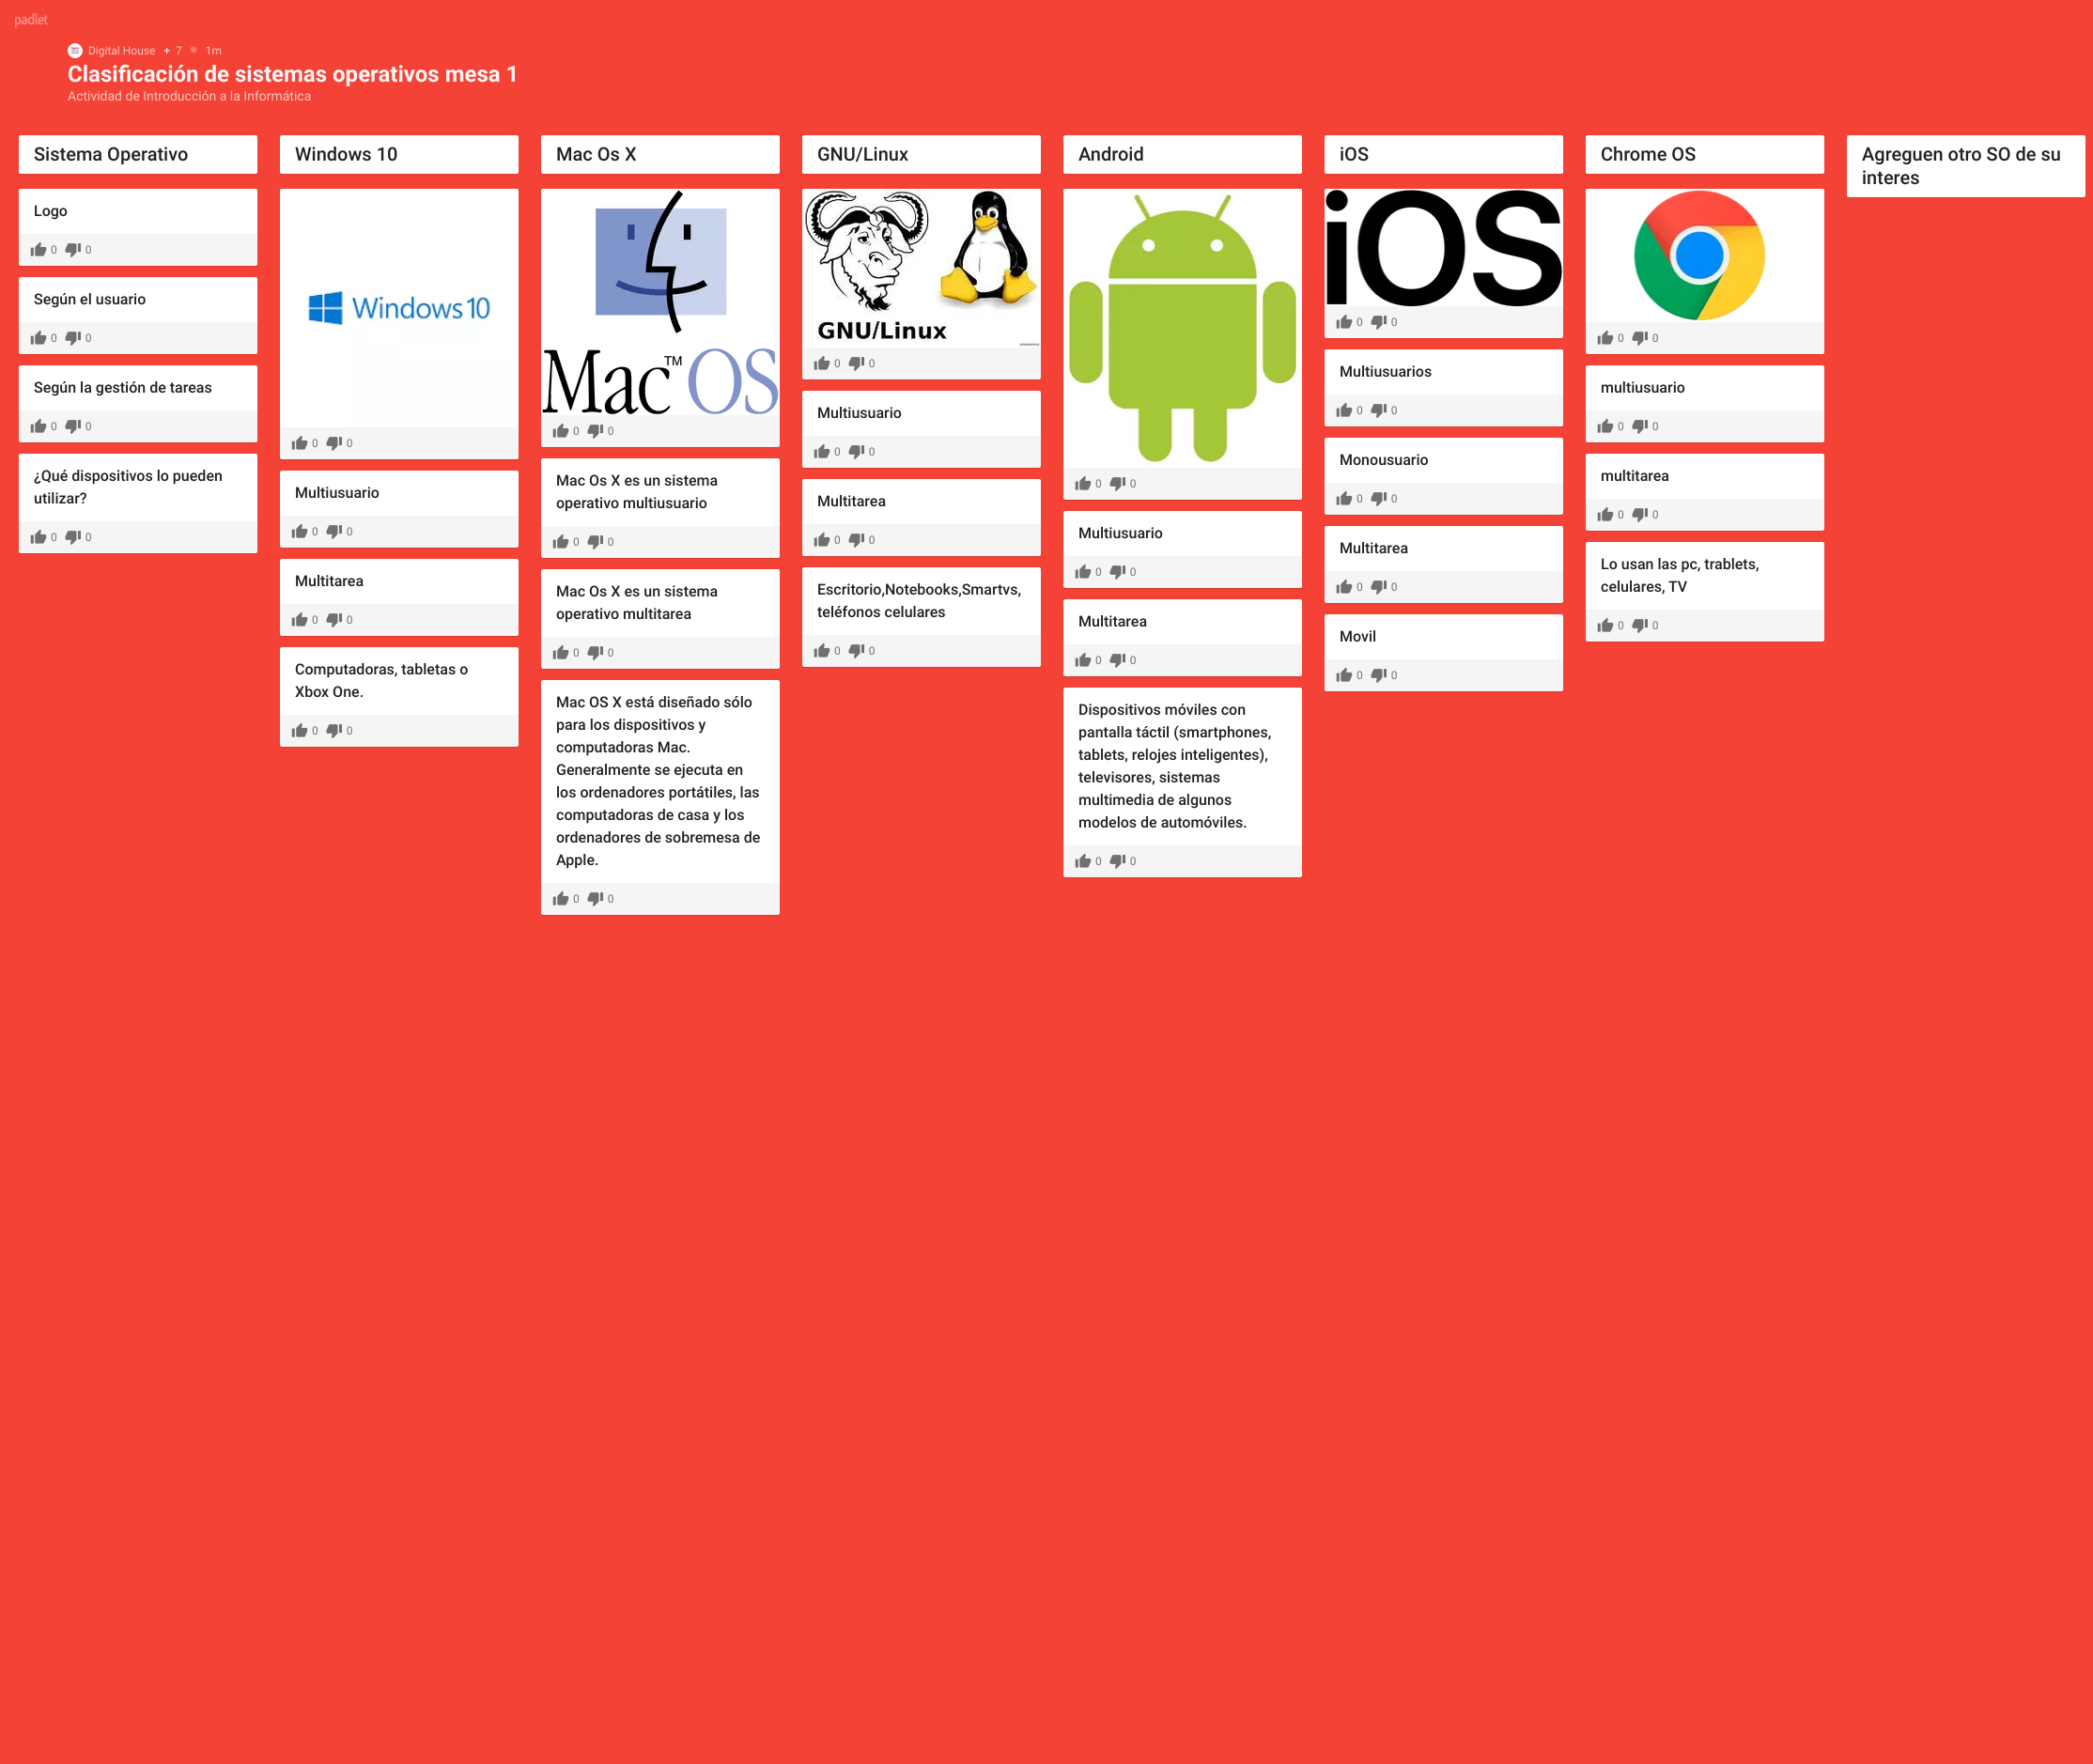 padlet
Digital House + 7 • 1m
Clasificación de sistemas operativos mesa 1
Actividad de Introducción a la Informática
Sistema Operativo
Logo
0 0
Según el usuario
0 0
Según la gestión de tareas
0 0
¿Qué dispositivos lo pueden
utilizar?
0 0
Windows 10
Windows 10
0 0
Multiusuario
0 0
Multitarea
0 0
Computadoras, tabletas o
Xbox One.
0 0
Mac Os X
Mac™ OS
0 0
Mac Os X es un sistema
operativo multiusuario
0 0
Mac Os X es un sistema
operativo multitarea
0 0
Mac OS X está diseñado sólo
para los dispositivos y
computadoras Mac.
Generalmente se ejecuta en
los ordenadores portátiles, las
computadoras de casa y los
ordenadores de sobremesa de
Apple.
0 0
GNU/Linux
GNU/Linux
0 0
Multiusuario
0 0
Multitarea
0 0
Escritorio,Notebooks,Smartvs,
teléfonos celulares
0 0
Android
0 0
Multiusuario
0 0
Multitarea
0 0
Dispositivos móviles con
pantalla táctil (smartphones,
tablets, relojes inteligentes),
televisores, sistemas
multimedia de algunos
modelos de automóviles.
0 0
iOS
iOS
0 0
Multiusuarios
0 0
Monousuario
0 0
Multitarea
0 0
Movil
0 0
Chrome OS
0 0
multiusuario
0 0
multitarea
0 0
Lo usan las pc, trablets,
celulares, TV
0 0
Agreguen otro SO de su
interes